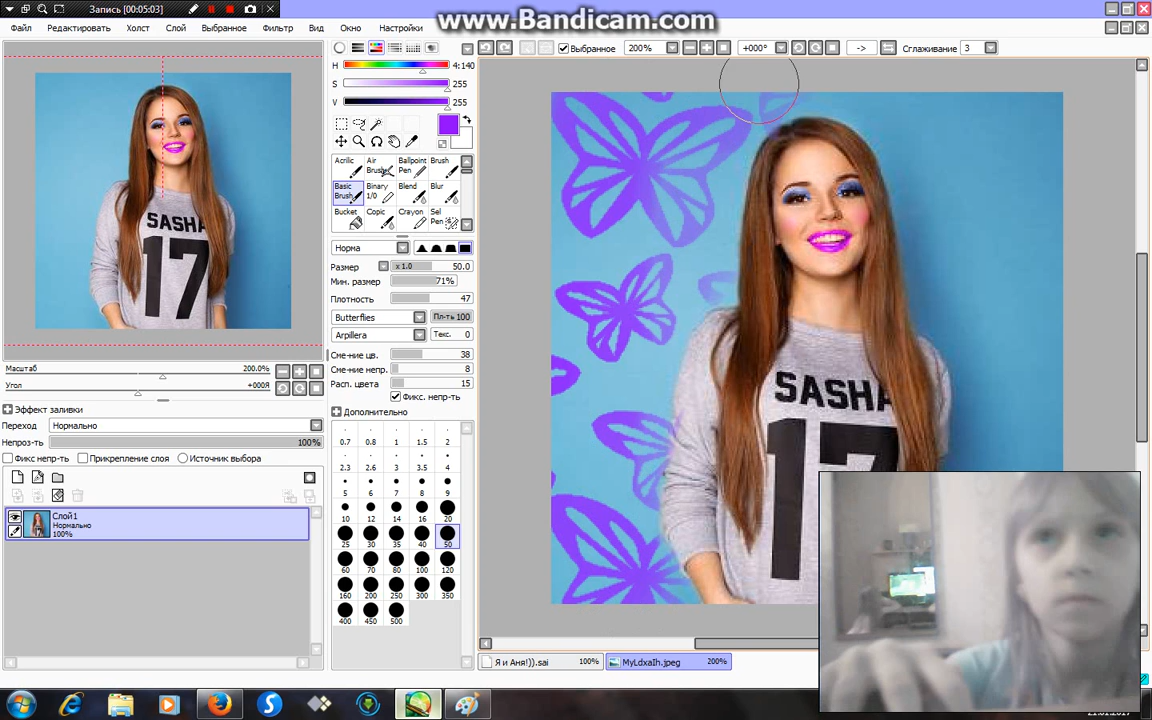 Запись [00:05:03]
www.Bandicam.com
Файл Редактировать Холст Слой Выбранное Фильтр Вид Окно Настройки
Выбранное 200% +000° -> Сглаживание 3
H 4:140
S 255
V 255
Acrilic Air Brush Ballpoint Pen Brush
Basic Brush Binary 1/0 Blend Blur
Bucket Copic Crayon Sel Pen
Норма
Размер x 1.0 50.0
Мин. размер 71%
Плотность 47
Butterflies Пл-ть 100
Arpillera Текс. 0
Сме-ние цв. 38
Сме-ние непр. 8
Расп. цвета 15
Фикс. непр-ть
Дополнительно
0.7 0.8 1 1.5 2
2.3 2.6 3 3.5 4
5 6 7 8 9
10 12 14 16 20
25 30 35 40 50
60 70 80 100 120
160 200 250 300 350
400 450 500
Масштаб 200.0%
Угол +000Я
Эффект заливки
Переход Нормально
Непроз-ть 100%
Фикс непр-ть Прикрепление слоя Источник выбора
Слой1
Нормально
100%
SASHA
17
SASHA
17
Я и Аня!)).sai 100% MyLdxaIh.jpeg 200%